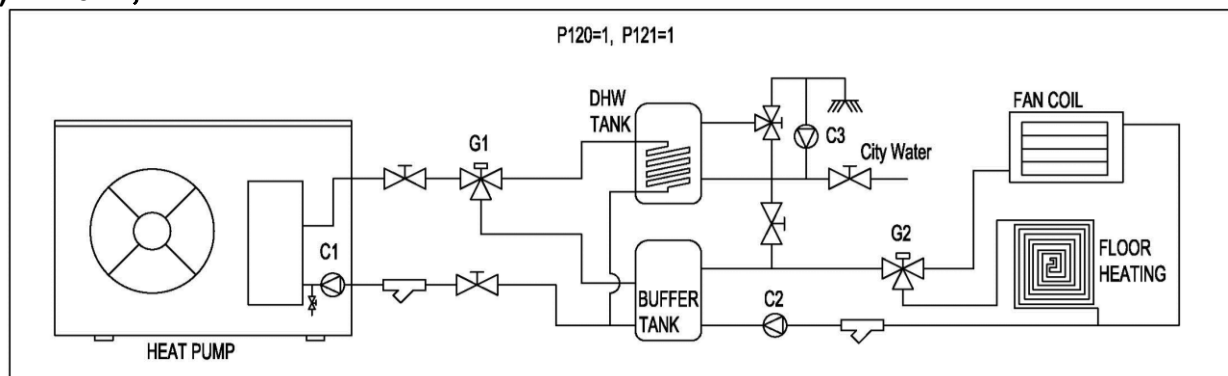 P120=1, P121=1
DHW
TANK
FAN COIL
G1
C3
City Water
C1
G2
FLOOR
HEATING
BUFFER
TANK
C2
HEAT PUMP